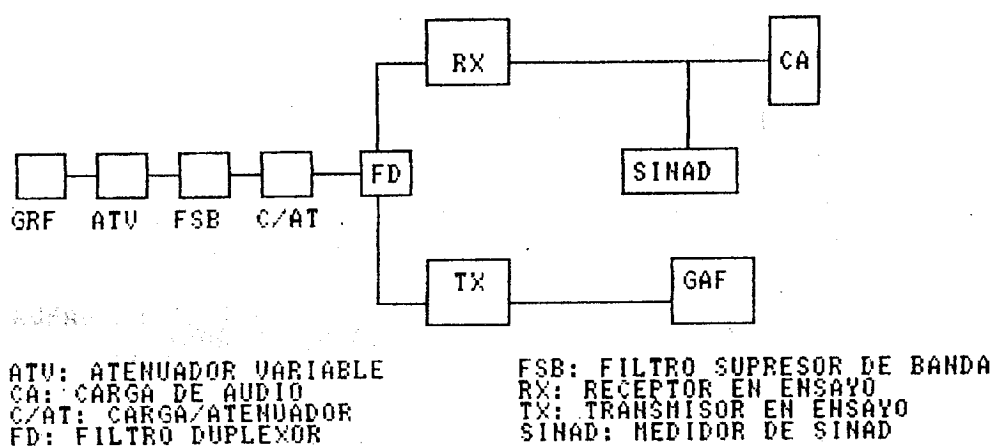 RX
CA
FD
SINAD
GRF ATV FSB C/AT
TX
GAF
ATV: ATENUADOR VARIABLE
CA: CARGA DE AUDIO
C/AT: CARGA/ATENUADOR
FD: FILTRO DUPLEXOR
FSB: FILTRO SUPRESOR DE BANDA
RX: RECEPTOR EN ENSAYO
TX: TRANSMISOR EN ENSAYO
SINAD: MEDIDOR DE SINAD